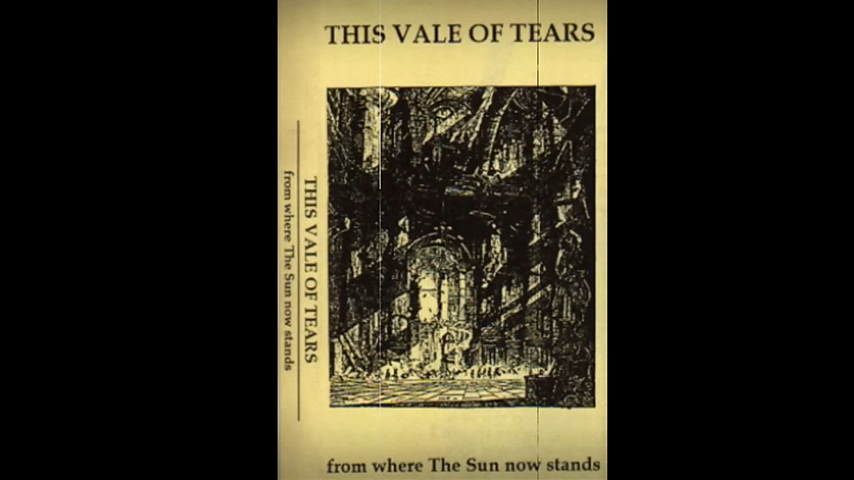 THIS VALE OF TEARS
THIS VALE OF TEARS
from where The Sun now stands
from where The Sun now stands